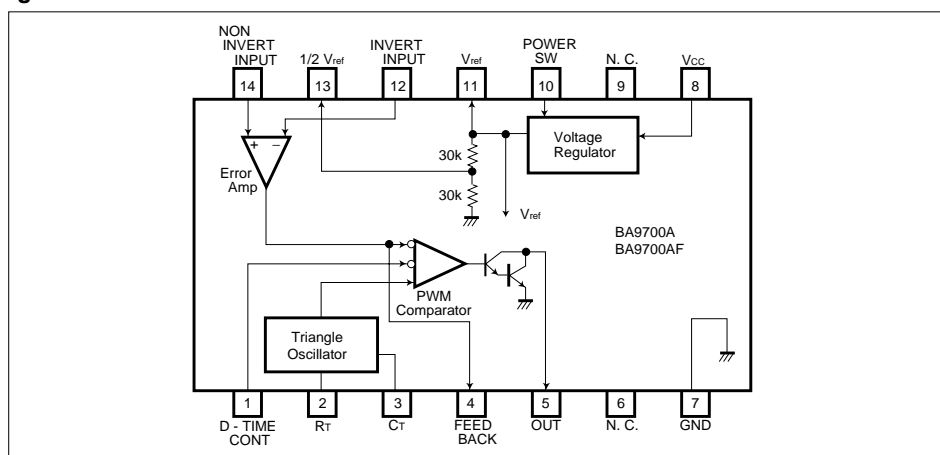 NON
INVERT
INPUT
1/2 Vref
INVERT
INPUT
Vref
POWER
SW
N. C.
VCC
14
13
12
11
10
9
8
+ −
Error
Amp
30k
30k
Voltage
Regulator
Vref
BA9700A
BA9700AF
PWM
Comparator
Triangle
Oscillator
1
2
3
4
5
6
7
D - TIME
CONT
RT
CT
FEED
BACK
OUT
N. C.
GND